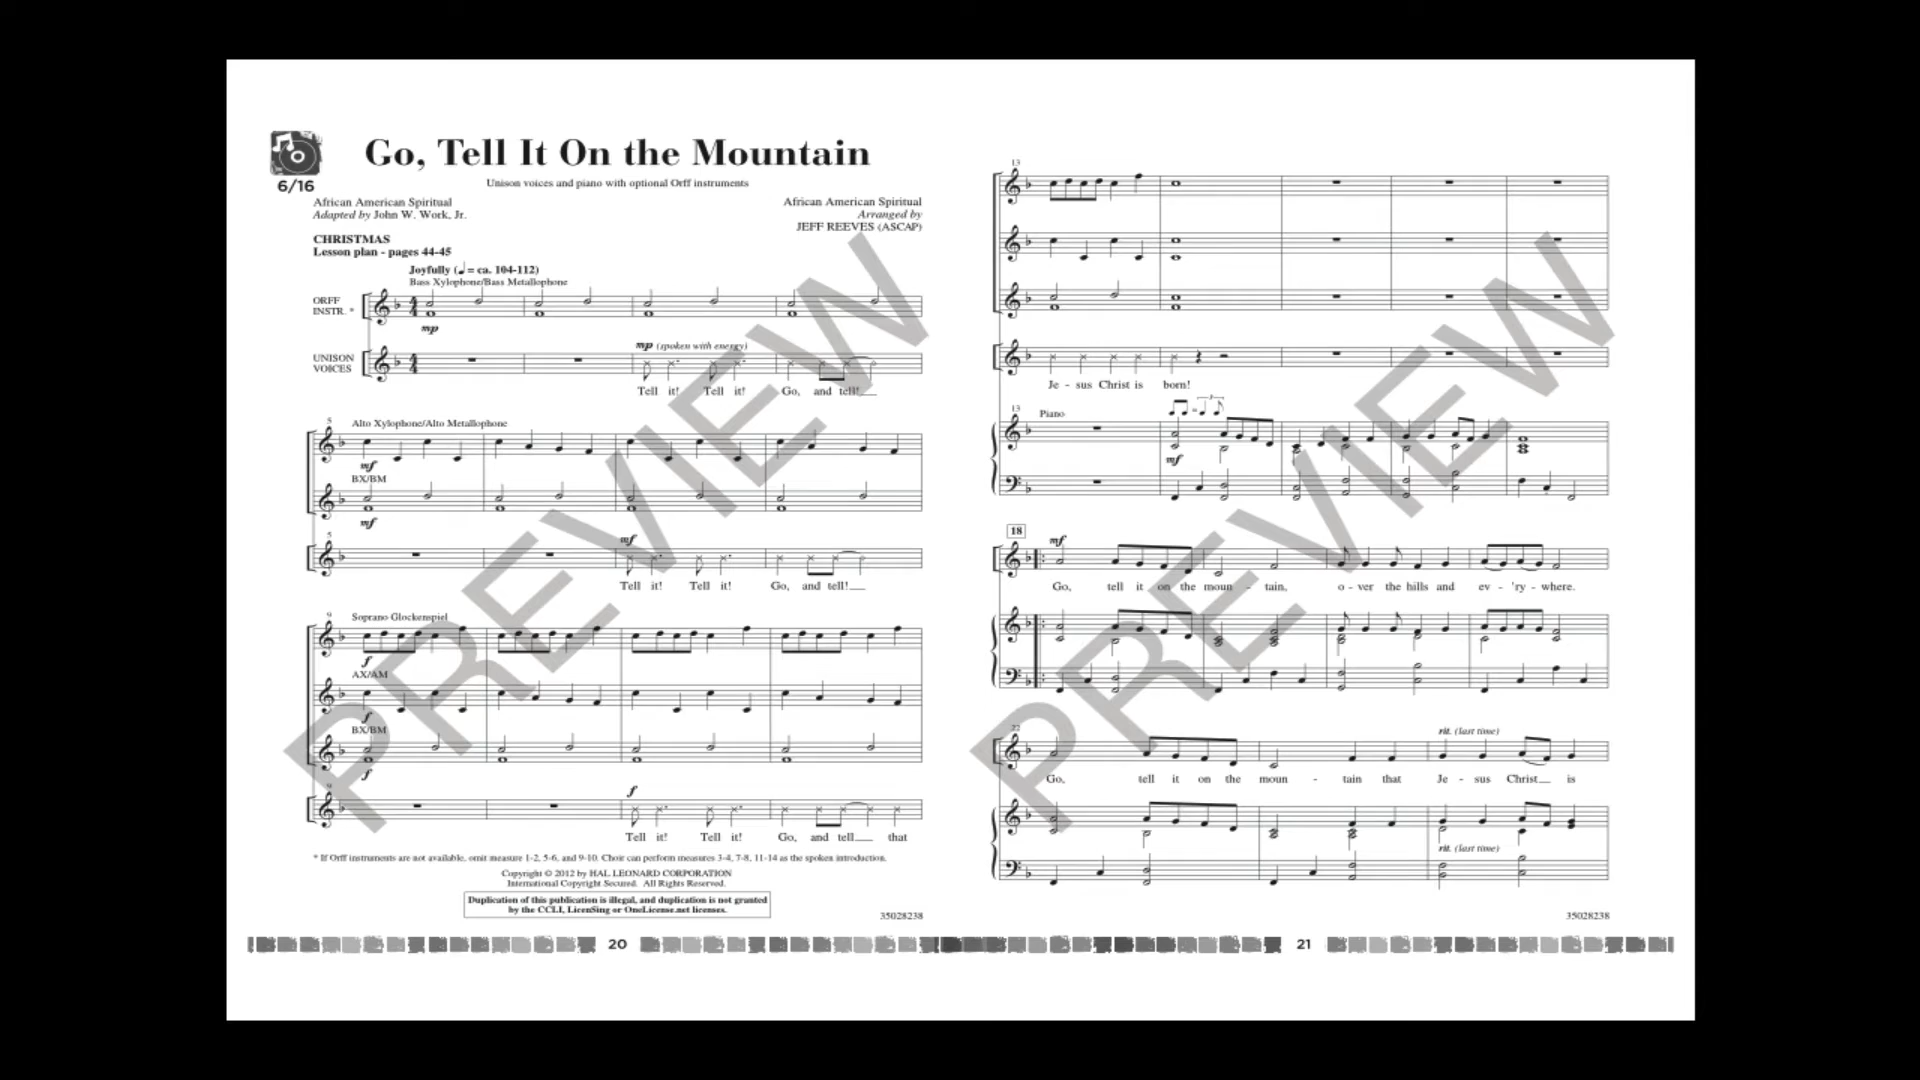 Go, Tell It On the Mountain
6/16
Unison voices and piano with optional Orff instruments
African American Spiritual
Adapted by John W. Work, Jr.
African American Spiritual
Arranged by
JEFF REEVES (ASCAP)
CHRISTMAS
Lesson plan - pages 44-45
Joyfully (♩ = ca. 104-112)
Bass Xylophone/Bass Metallophone
ORFF
INSTR. *
mp
mp (spoken with energy)
UNISON
VOICES
Tell it! Tell it! Go, and tell!
5
Alto Xylophone/Alto Metallophone
mf
BX/BM
mf
5
mf
Tell it! Tell it! Go, and tell!
9
Soprano Glockenspiel
f
AX/AM
f
BX/BM
f
9
f
Tell it! Tell it! Go, and tell that
* If Orff instruments are not available, omit measure 1-2, 5-6, and 9-10. Choir can perform measures 3-4, 7-8, 11-14 as the spoken introduction.
Copyright © 2012 by HAL LEONARD CORPORATION
International Copyright Secured. All Rights Reserved.
Duplication of this publication is illegal, and duplication is not granted
by the CCLI, LicenSing or OneLicense.net licenses.
35028238
20
PREVIEW
13
Je - sus Christ is born!
13
Piano
3
mf
18
mf
Go, tell it on the moun - tain, o - ver the hills and ev - 'ry - where.
22
rit. (last time)
Go, tell it on the moun - tain that Je - sus Christ is
rit. (last time)
35028238
21
PREVIEW